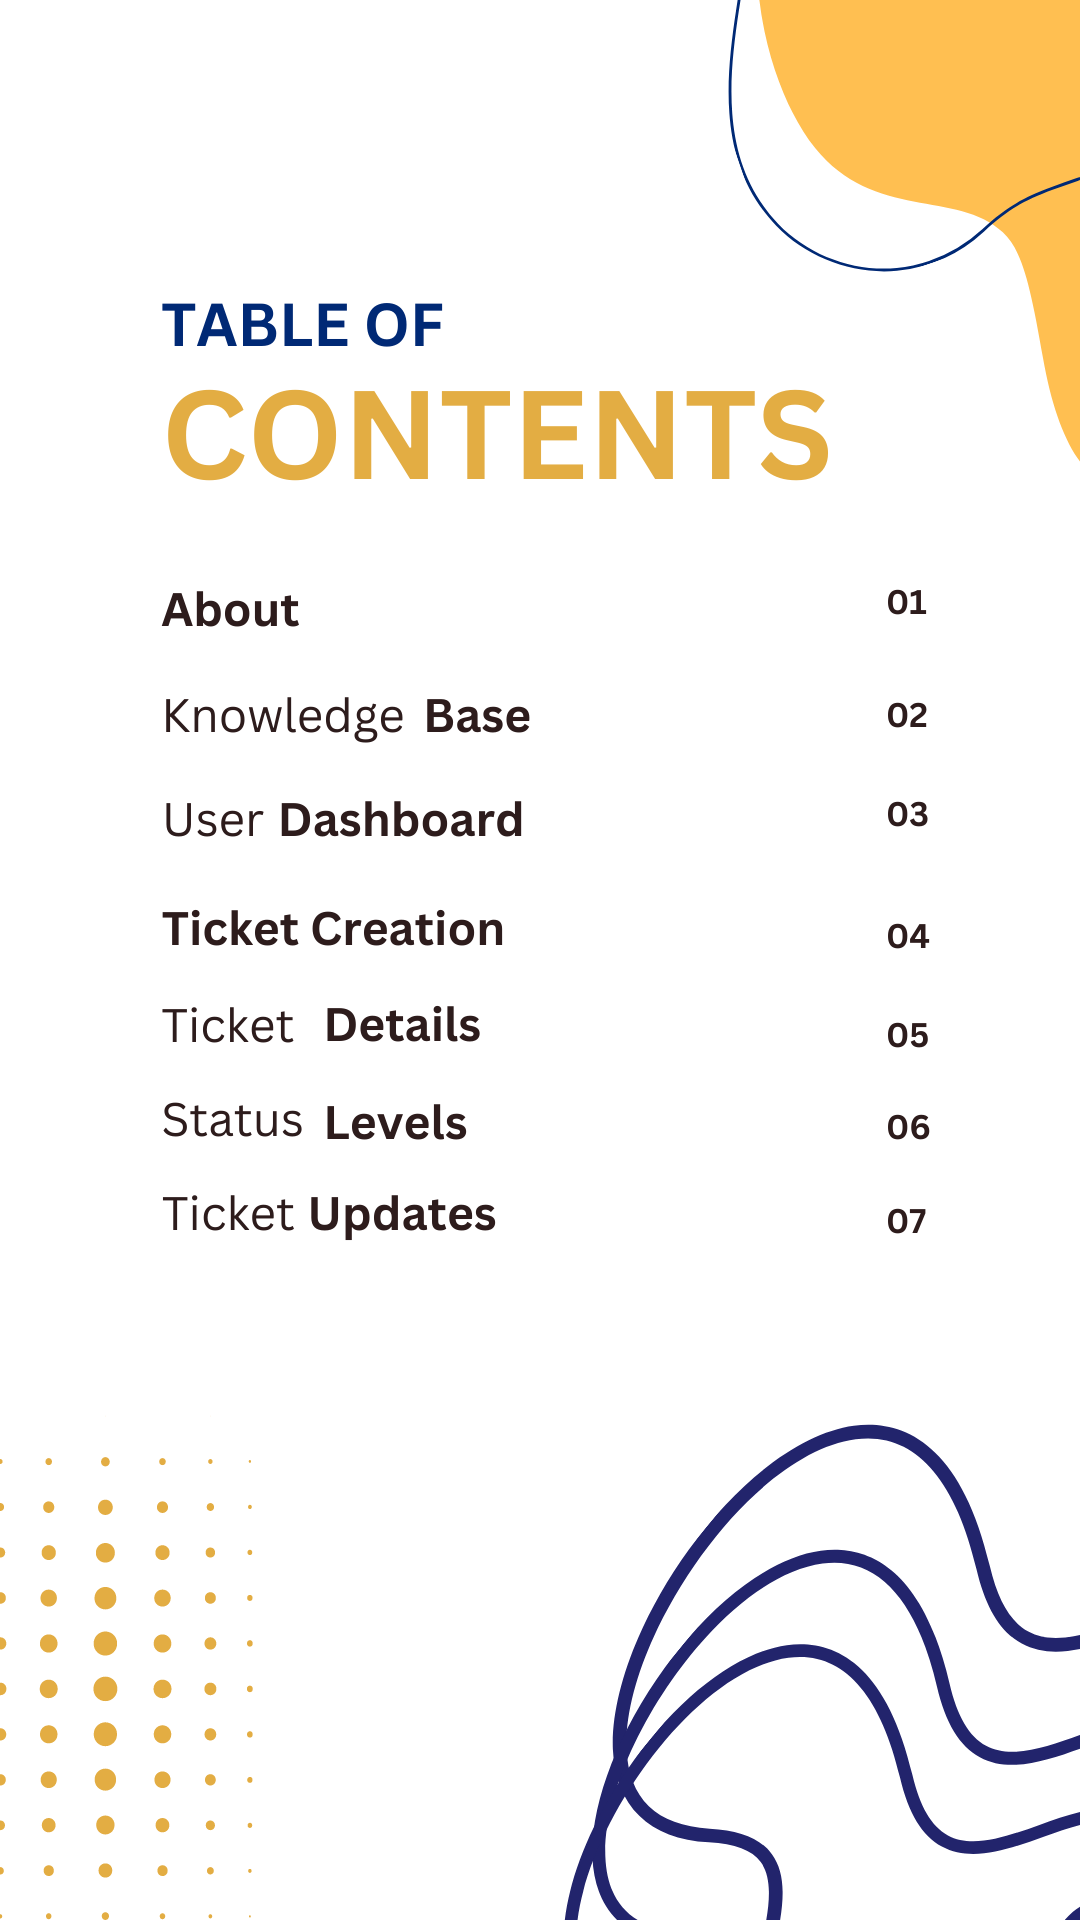 TABLE OF
CONTENTS
About 01
Knowledge Base 02
User Dashboard 03
Ticket Creation 04
Ticket Details 05
Status Levels 06
Ticket Updates 07